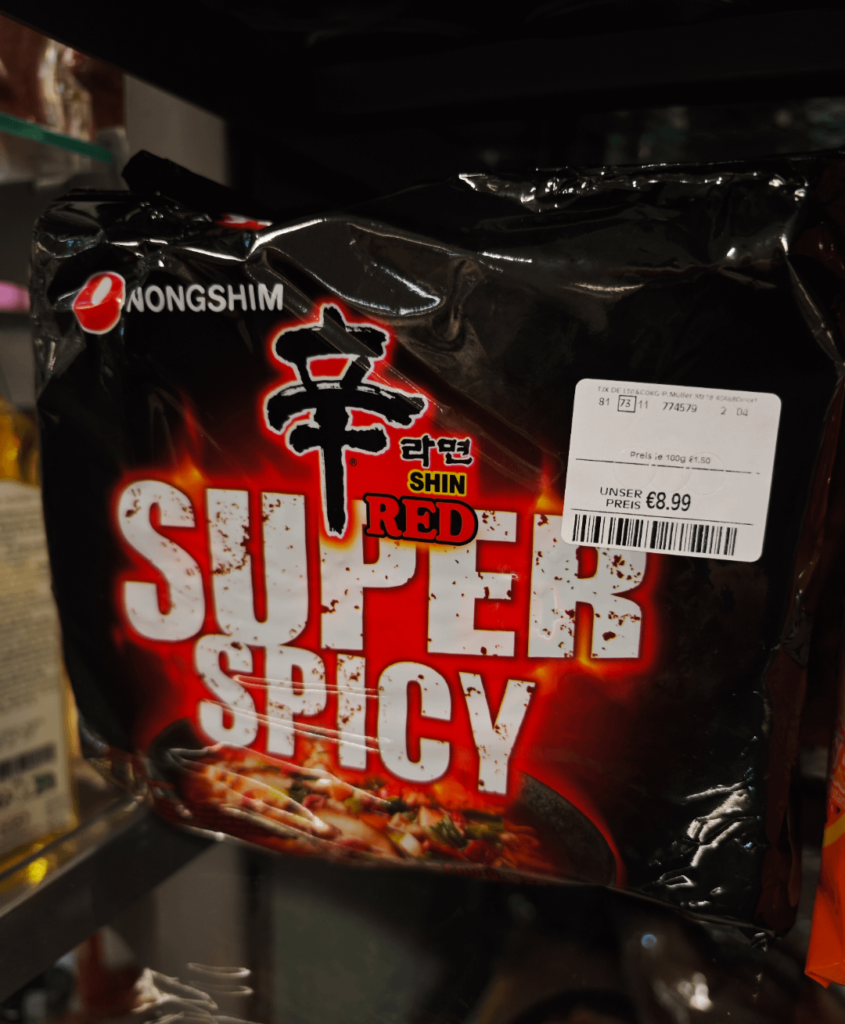 NONGSHIM
辛
라면
SHIN
RED
SUPER
SPICY
81 73 11 774579 2 04
Preis je 100g €1.50
UNSER
PREIS €8.99